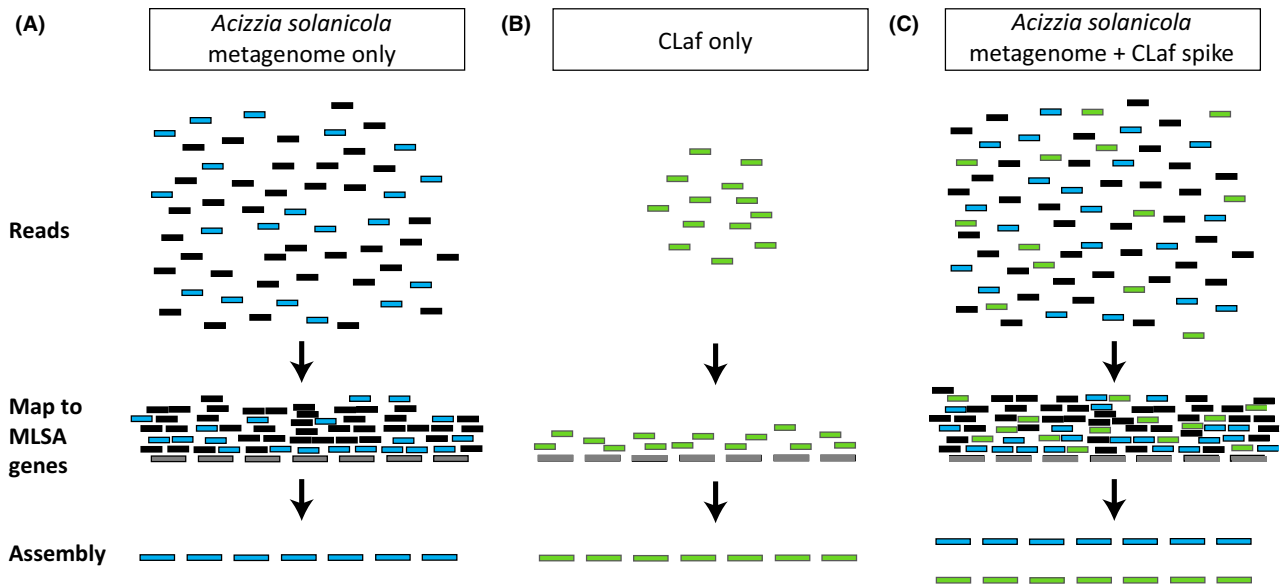 (A)
Acizzia solanicola
metagenome only
(B)
CLaf only
(C)
Acizzia solanicola
metagenome + CLaf spike
Reads
Map to
MLSA
genes
Assembly